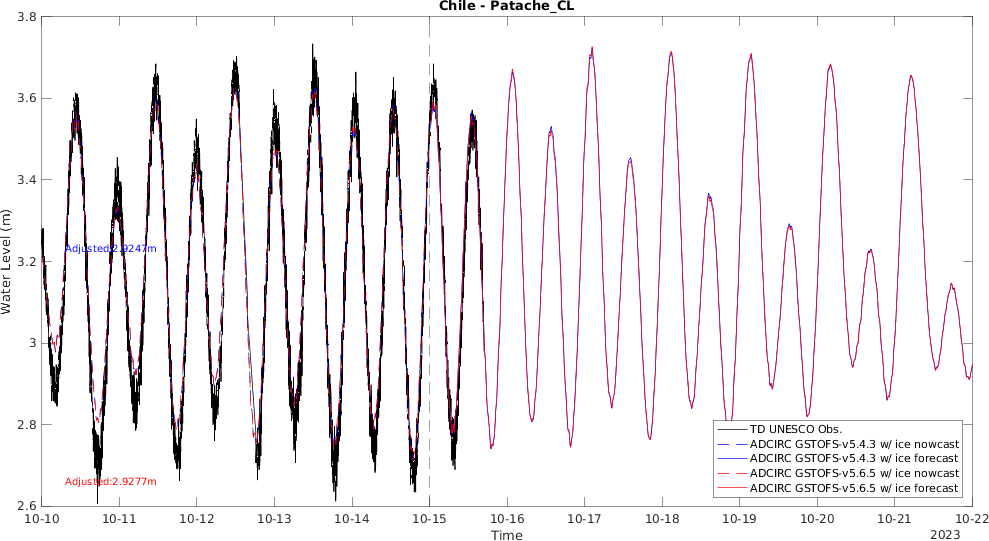 Chile - Patache_CL
3.8
3.6
3.4
3.2
3
2.8
2.6
Water Level (m)
Adjusted:2.9247m
Adjusted:2.9277m
TD UNESCO Obs.
ADCIRC GSTOFS-v5.4.3 w/ ice nowcast
ADCIRC GSTOFS-v5.4.3 w/ ice forecast
ADCIRC GSTOFS-v5.6.5 w/ ice nowcast
ADCIRC GSTOFS-v5.6.5 w/ ice forecast
10-10 10-11 10-12 10-13 10-14 10-15 10-16 10-17 10-18 10-19 10-20 10-21 10-22
Time
2023